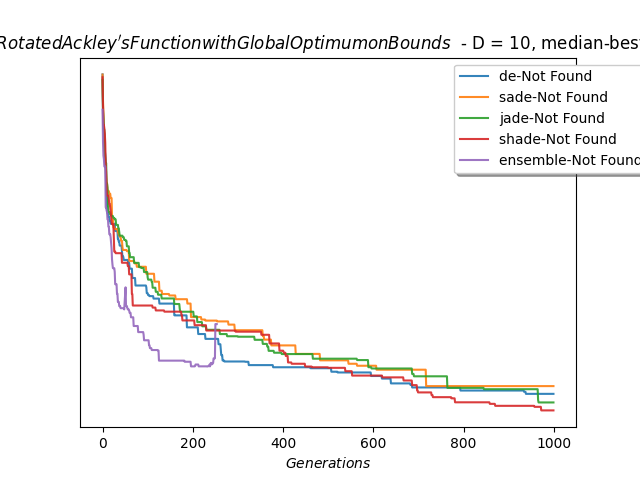 RotatedAckley'sFunctionwithGlobalOptimumonBounds - D = 10, median-bes
de-Not Found
sade-Not Found
jade-Not Found
shade-Not Found
ensemble-Not Found
0 200 400 600 800 1000
Generations